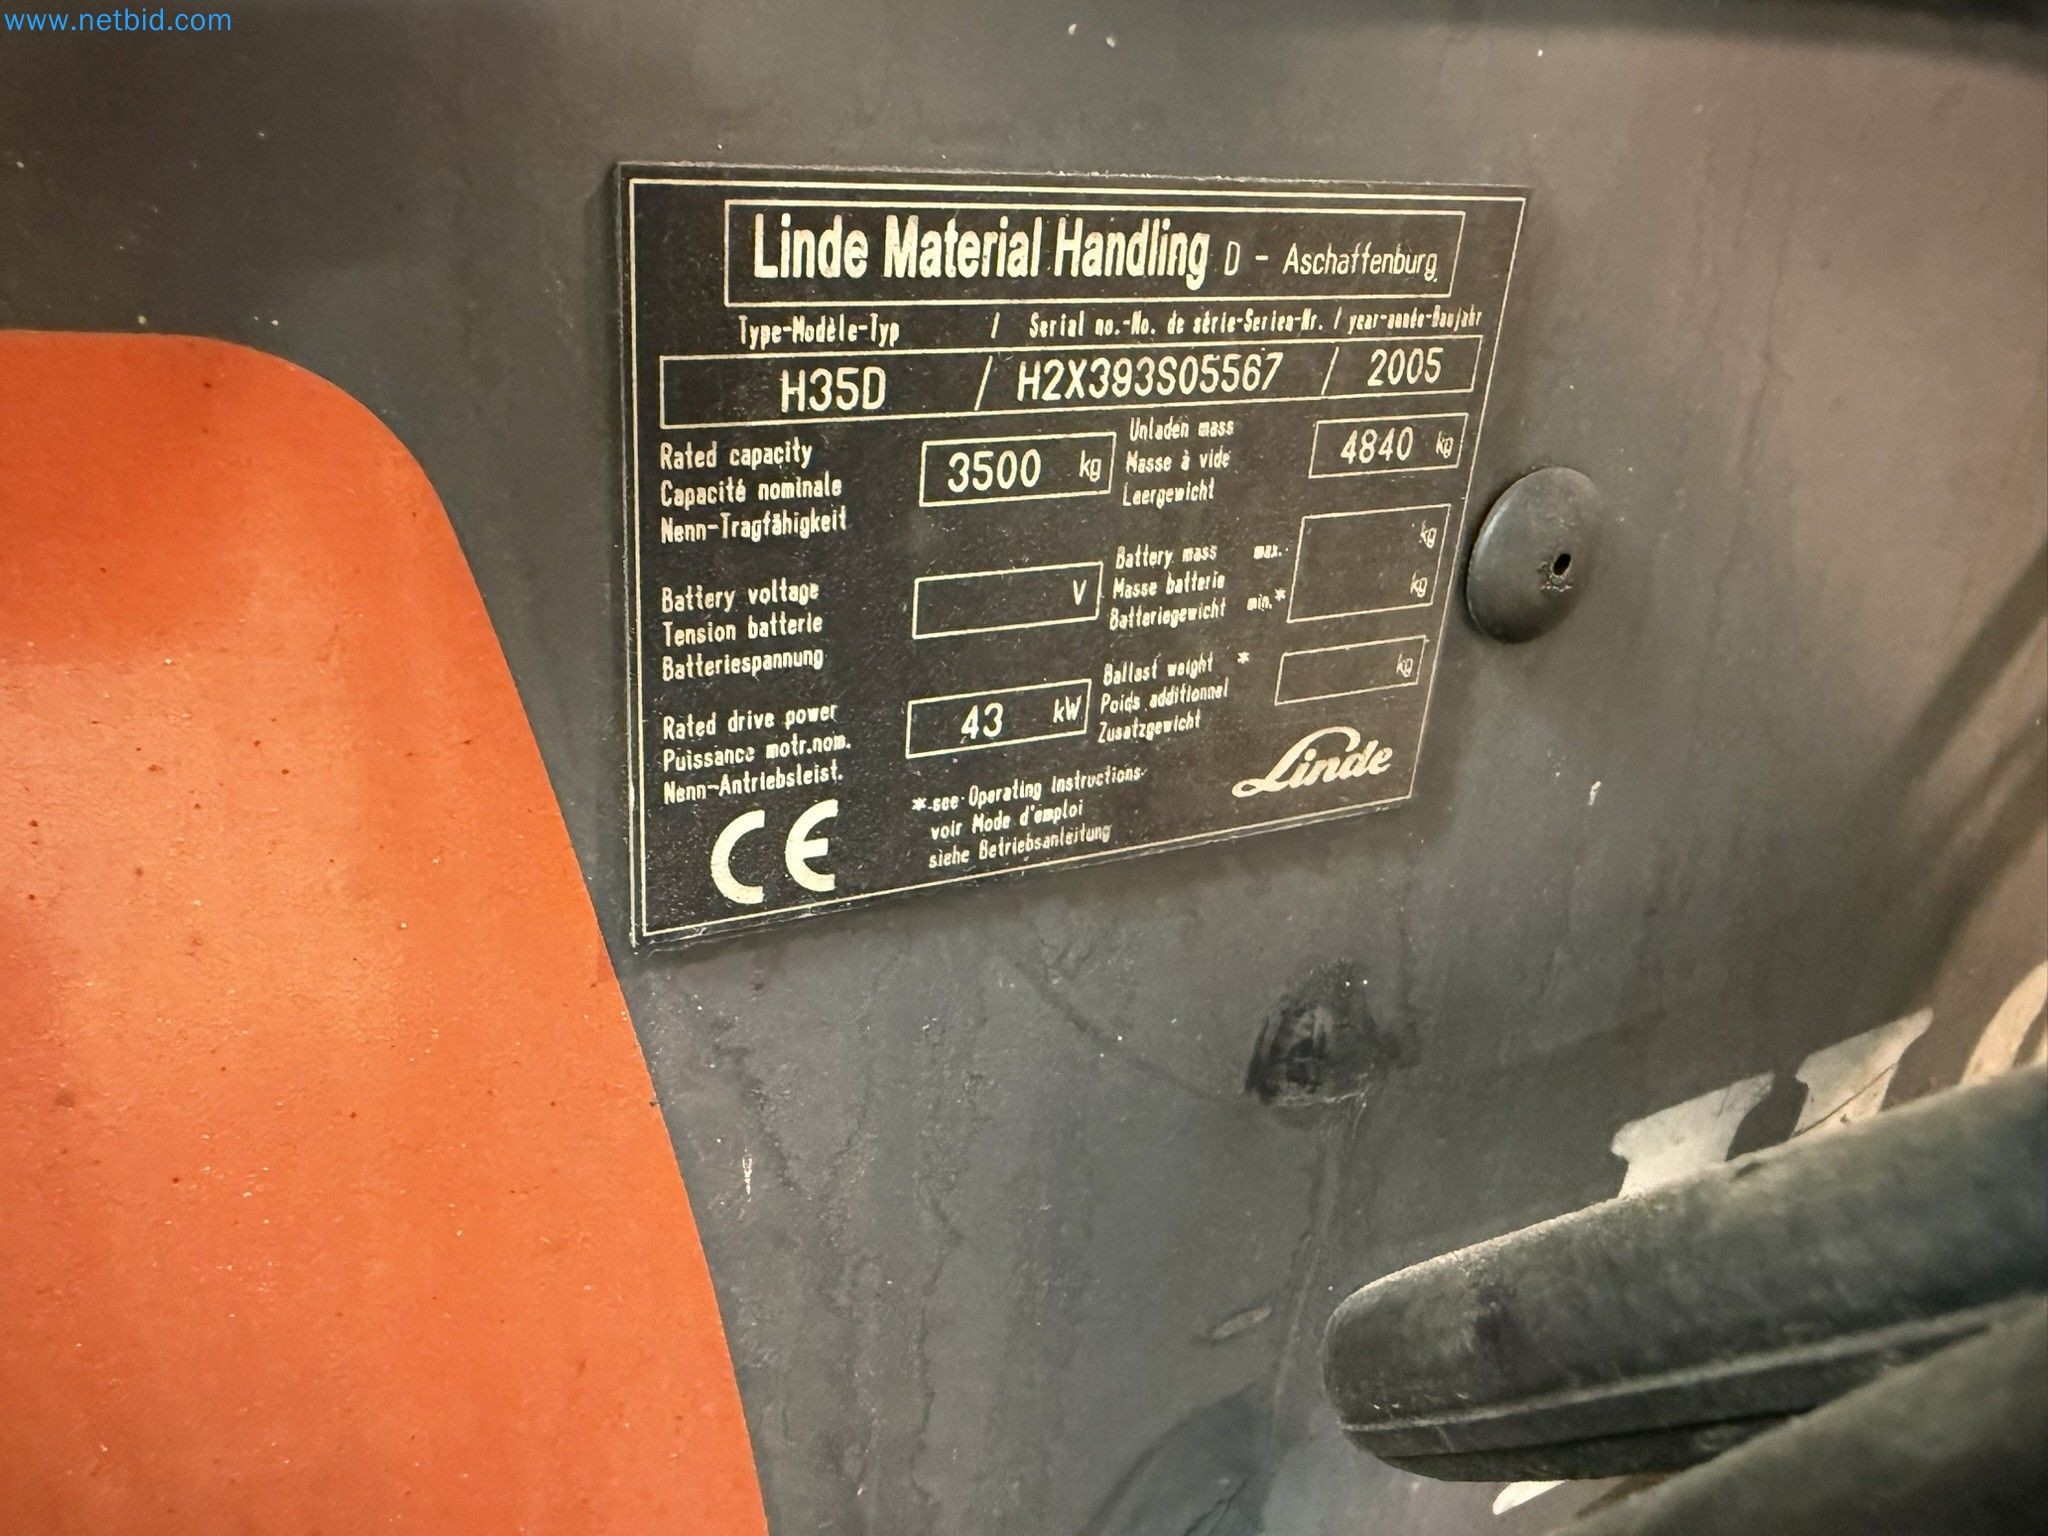 www.netbid.com
Linde Material Handling D - Aschaffenburg
Type-Modèle-Typ / Serial no.-No. de série-Serien-Nr. / year-année-Baujahr
H35D / H2X393S05567 / 2005
Rated capacity
Capacité nominale
Nenn-Tragfähigkeit
3500 kg
Unladen mass
Masse à vide
Leergewicht
4840 kg
Battery voltage
Tension batterie
Batteriespannung
V
Battery mass max.
Masse batterie
Batteriegewicht min.*
kg
kg
Rated drive power
Puissance motr.nom.
Nenn-Antriebsleist.
43 kW
Ballast weight *
Poids additionnel
Zusatzgewicht
kg
CE
*-see-Operating Instructions-
voir Mode d'emploi
siehe Betriebsanleitung
Linde